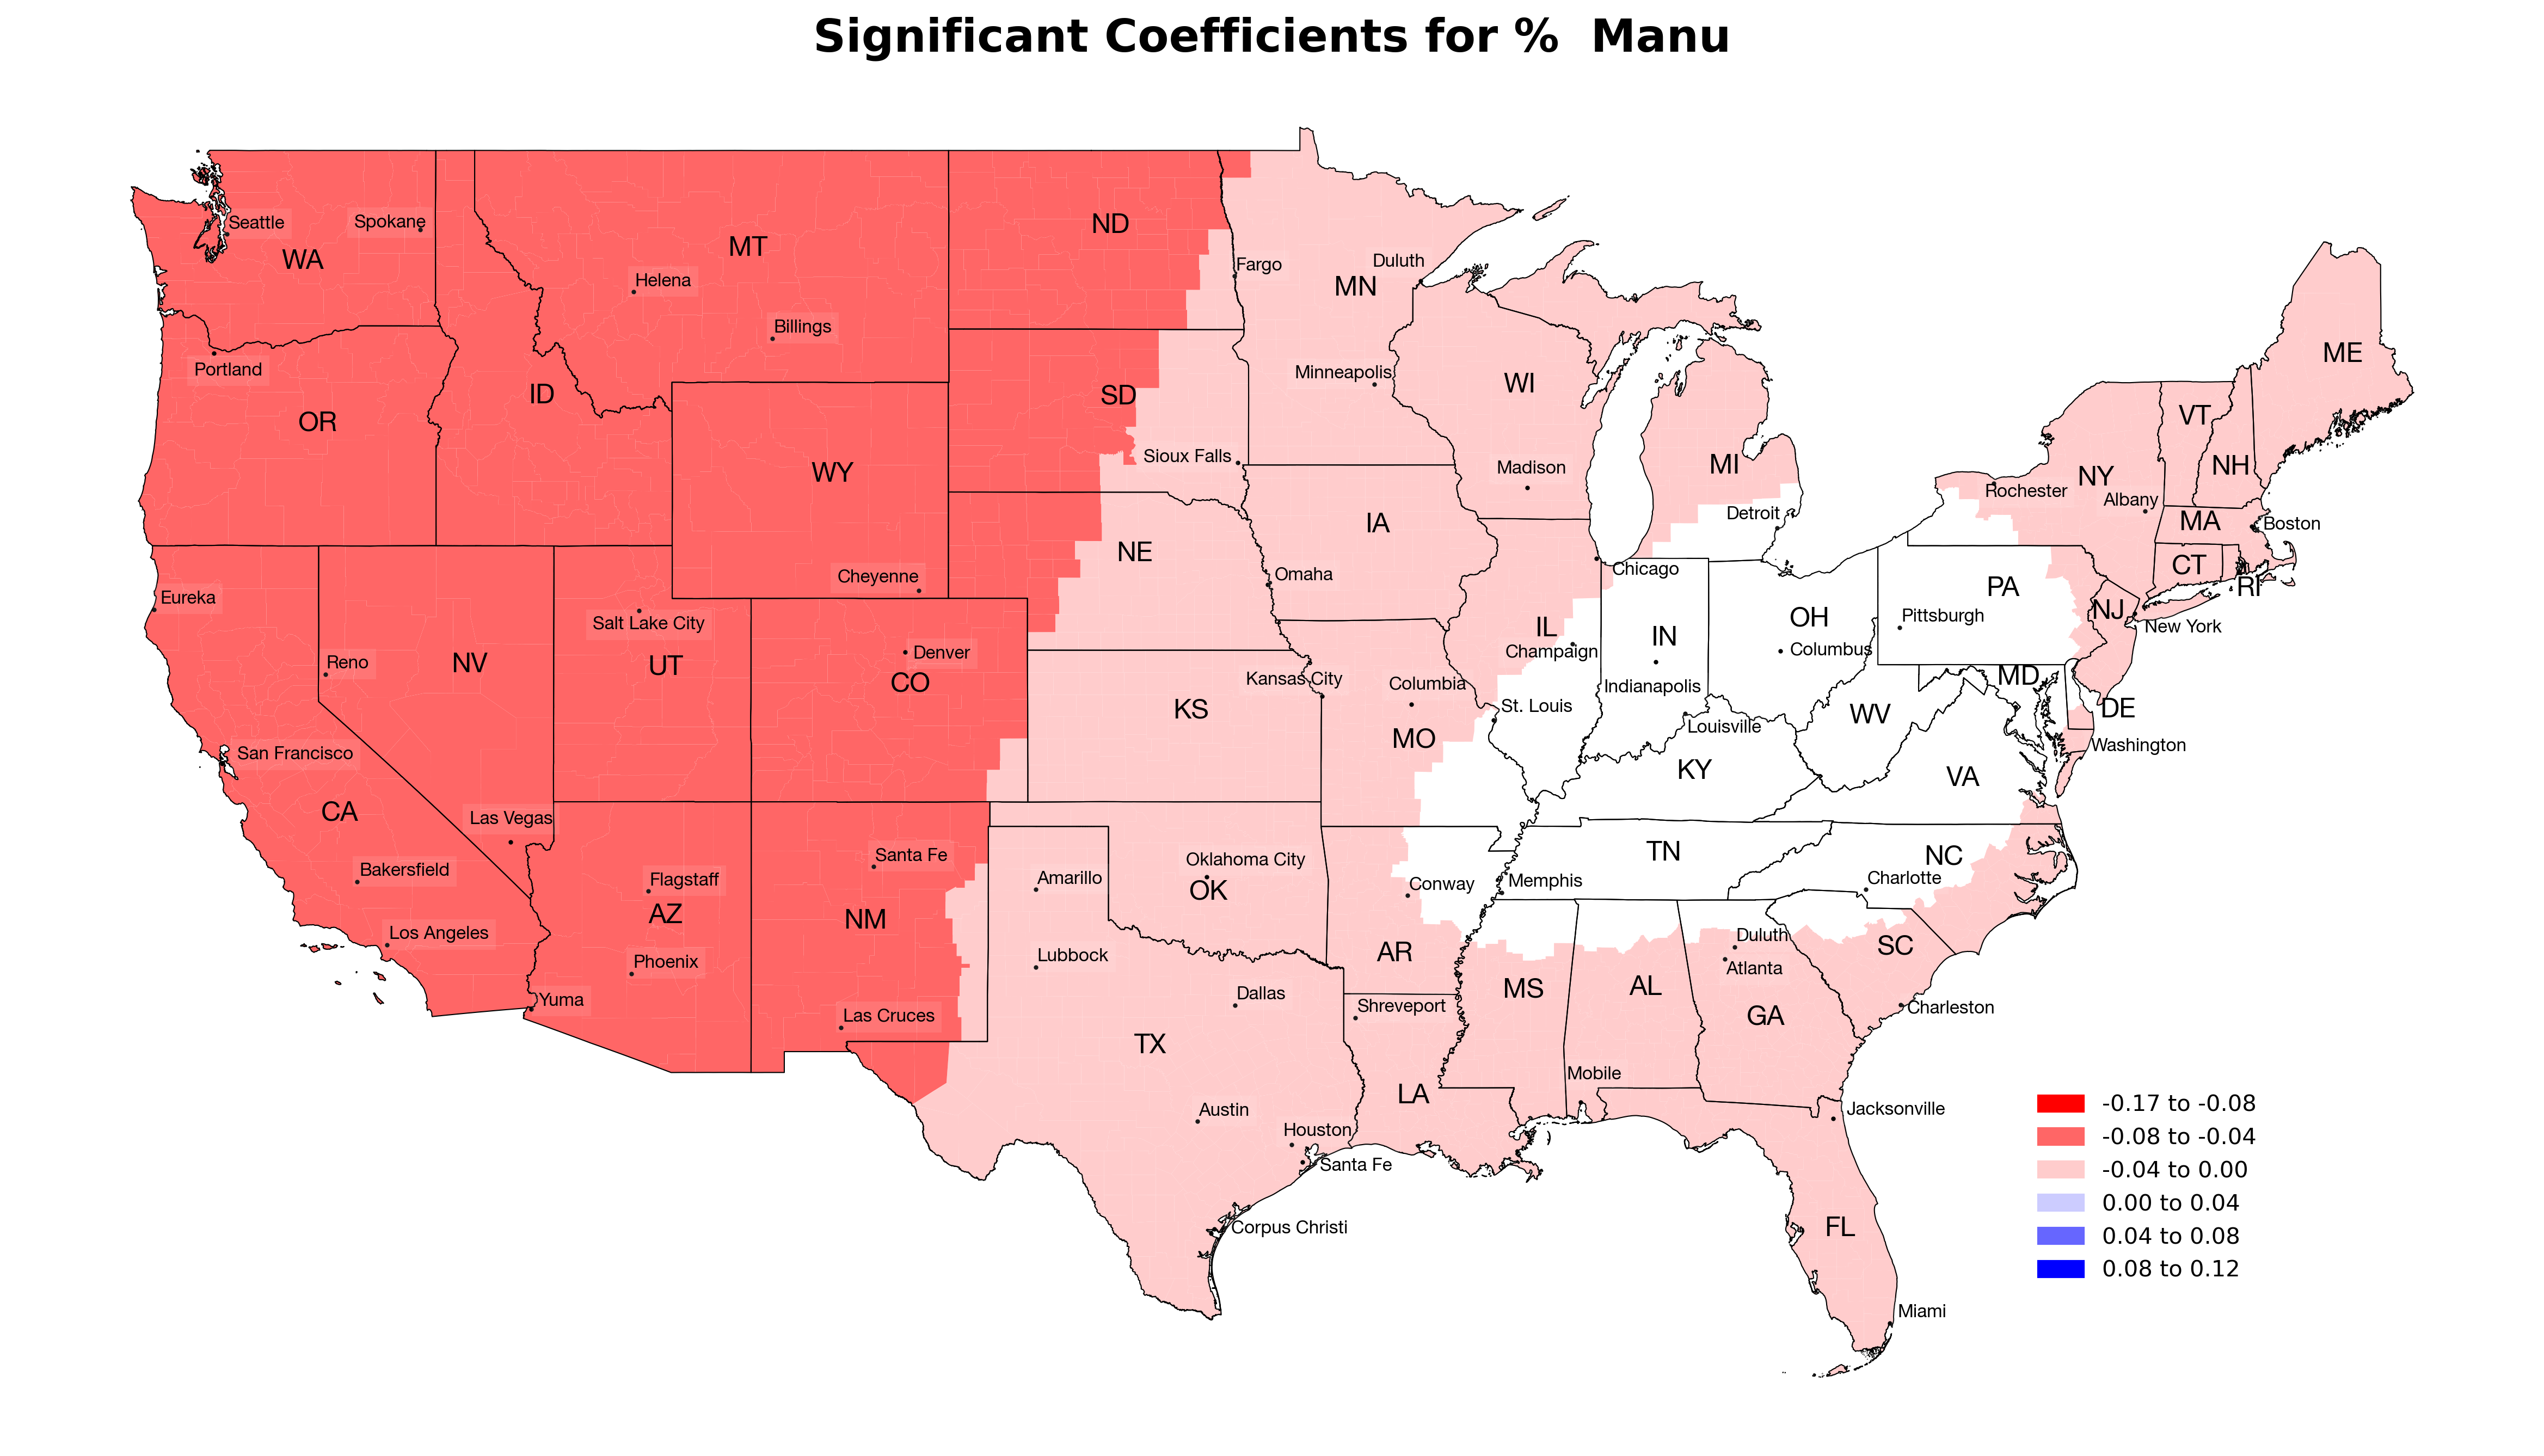 Significant Coefficients for %  Manu
Seattle
Spokane
WA
MT
ND
Helena
Billings
Fargo
Duluth
MN
Portland
OR
ID
SD
Minneapolis
WI
ME
WY
Sioux Falls
Madison
MI
VT
NH
NY
Rochester
Albany
Cheyenne
NE
IA
Omaha
Detroit
Chicago
MA
Boston
CT
RI
PA
NJ
New York
Eureka
Reno
NV
Salt Lake City
UT
Denver
CO
KS
Kansas City
Columbia
MO
IL
Champaign
St. Louis
IN
Indianapolis
OH
Columbus
Pittsburgh
Louisville
KY
WV
MD
DE
Washington
VA
San Francisco
CA
Las Vegas
Bakersfield
Los Angeles
Flagstaff
AZ
Phoenix
Yuma
Santa Fe
NM
Las Cruces
Amarillo
Lubbock
Oklahoma City
OK
Conway
AR
Memphis
TN
NC
Charlotte
Duluth
Atlanta
SC
Charleston
Dallas
TX
Shreveport
LA
MS
AL
GA
Mobile
Austin
Houston
Santa Fe
Corpus Christi
Jacksonville
FL
Miami
-0.17 to -0.08
-0.08 to -0.04
-0.04 to 0.00
0.00 to 0.04
0.04 to 0.08
0.08 to 0.12